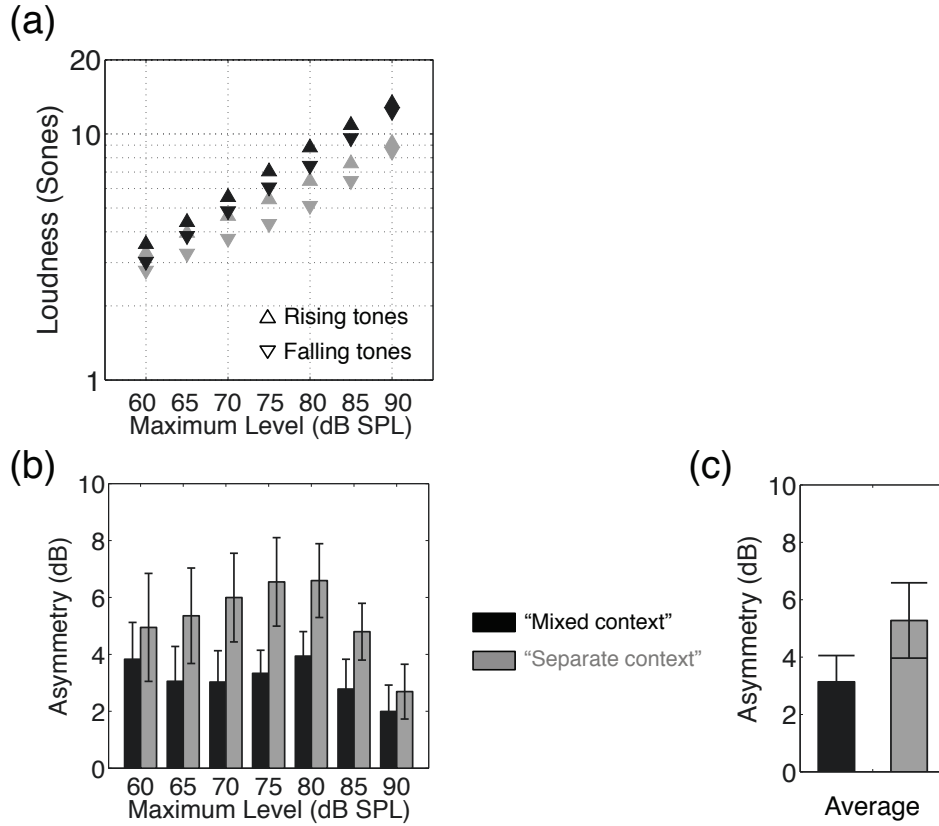 (a)
20
10
1
Loudness (Sones)
△ Rising tones
▽ Falling tones
60 65 70 75 80 85 90
Maximum Level (dB SPL)
(b)
10
8
6
4
2
0
Asymmetry (dB)
60 65 70 75 80 85 90
Maximum Level (dB SPL)
“Mixed context”
“Separate context”
(c)
10
8
6
4
2
0
Asymmetry (dB)
Average